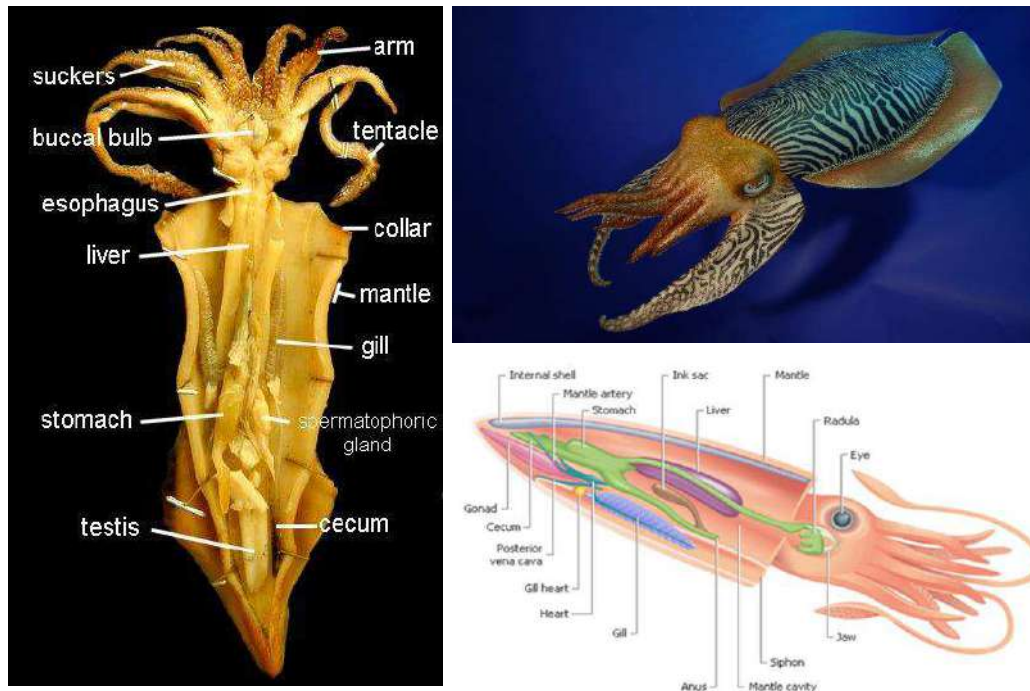 arm
suckers
buccal bulb
tentacle
esophagus
collar
liver
mantle
gill
stomach
spermatophoric
gland
testis
cecum
Internal shell
Ink sac
Mantle
Mantle artery
Stomach
Liver
Radula
Eye
Gonad
Cecum
Posterior
vena cava
Gill heart
Heart
Gill
Jaw
Siphon
Anus
Mantle cavity